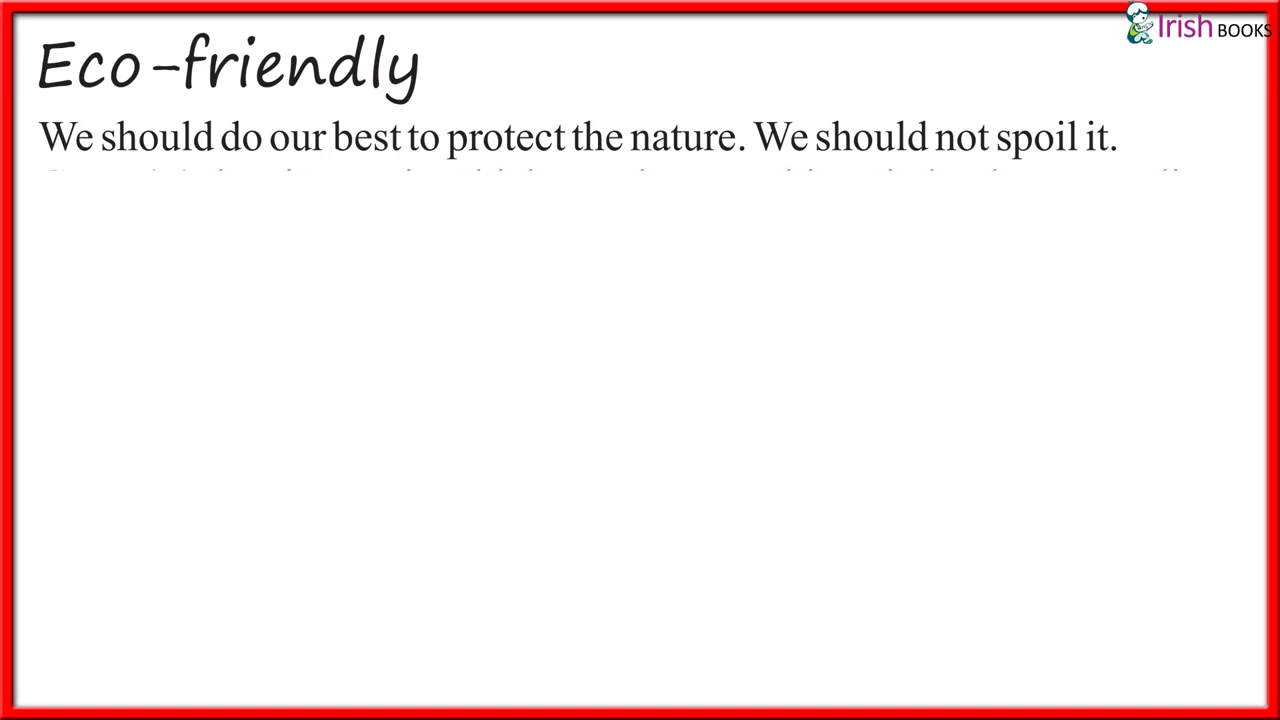 Irish BOOKS
Eco-friendly
We should do our best to protect the nature. We should not spoil it.